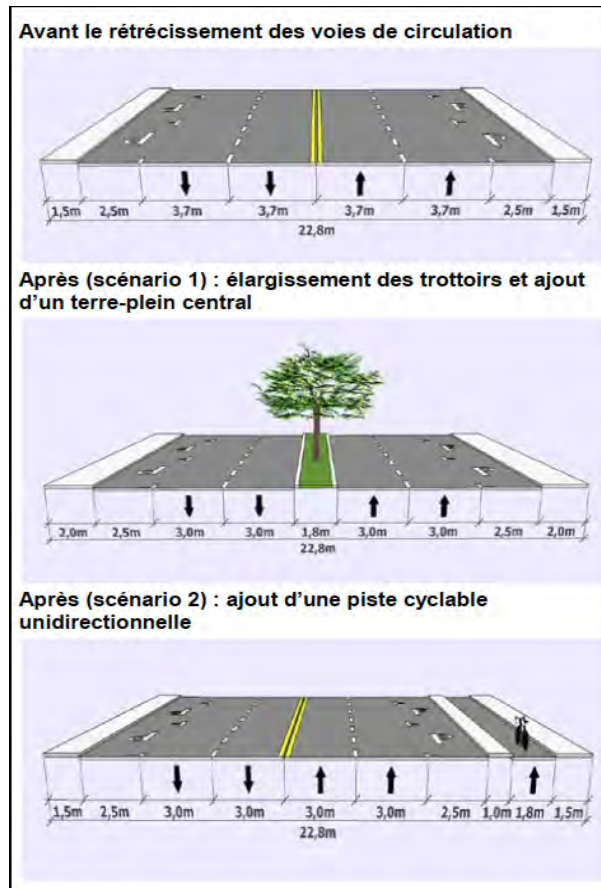 Avant le rétrécissement des voies de circulation
1,5m 2,5m 3,7m 3,7m 3,7m 3,7m 2,5m 1,5m
22,8m
Après (scénario 1) : élargissement des trottoirs et ajout
d'un terre-plein central
2,0m 2,5m 3,0m 3,0m 1,8m 3,0m 3,0m 2,5m 2,0m
22,8m
Après (scénario 2) : ajout d'une piste cyclable
unidirectionnelle
1,5m 2,5m 3,0m 3,0m 3,0m 3,0m 2,5m 1,0m 1,8m 1,5m
22,8m